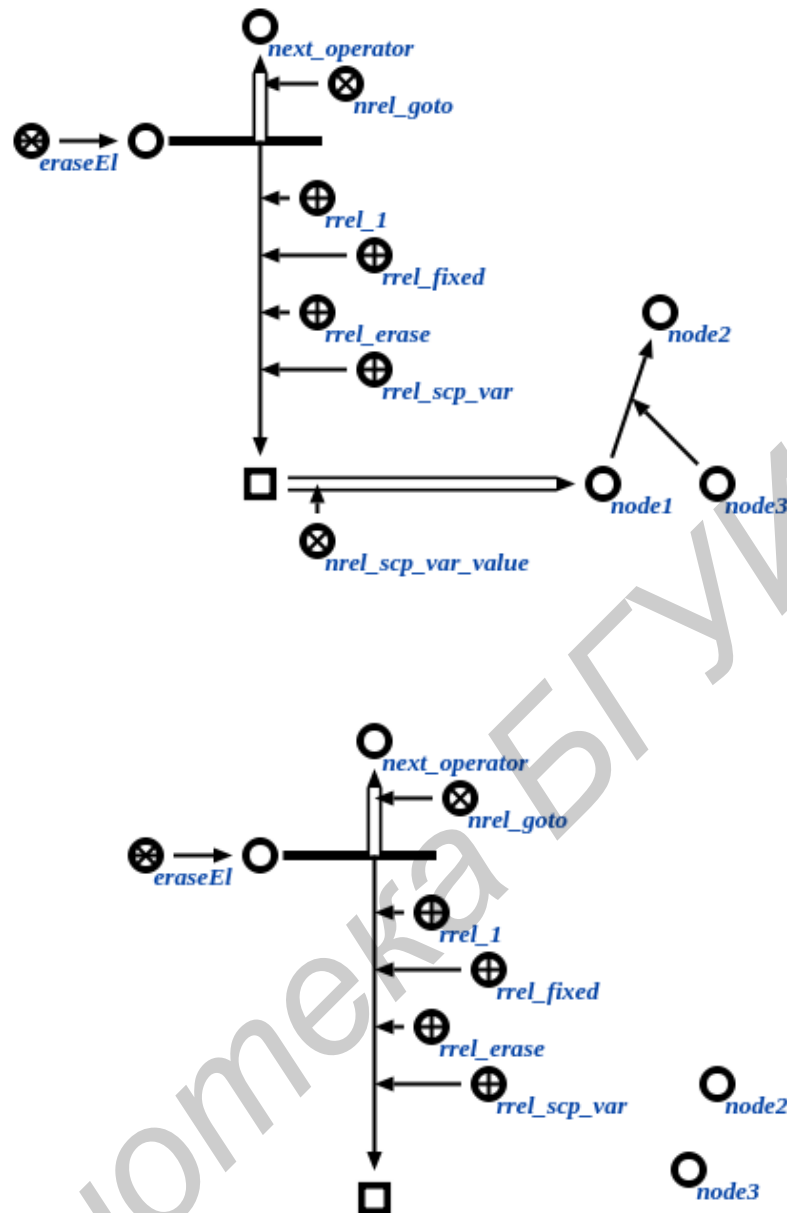 next_operator
nrel_goto
eraseEl
rrel_1
rrel_fixed
rrel_erase
node2
rrel_scp_var
node1
node3
nrel_scp_var_value
next_operator
nrel_goto
eraseEl
rrel_1
rrel_fixed
rrel_erase
rrel_scp_var
node2
node3